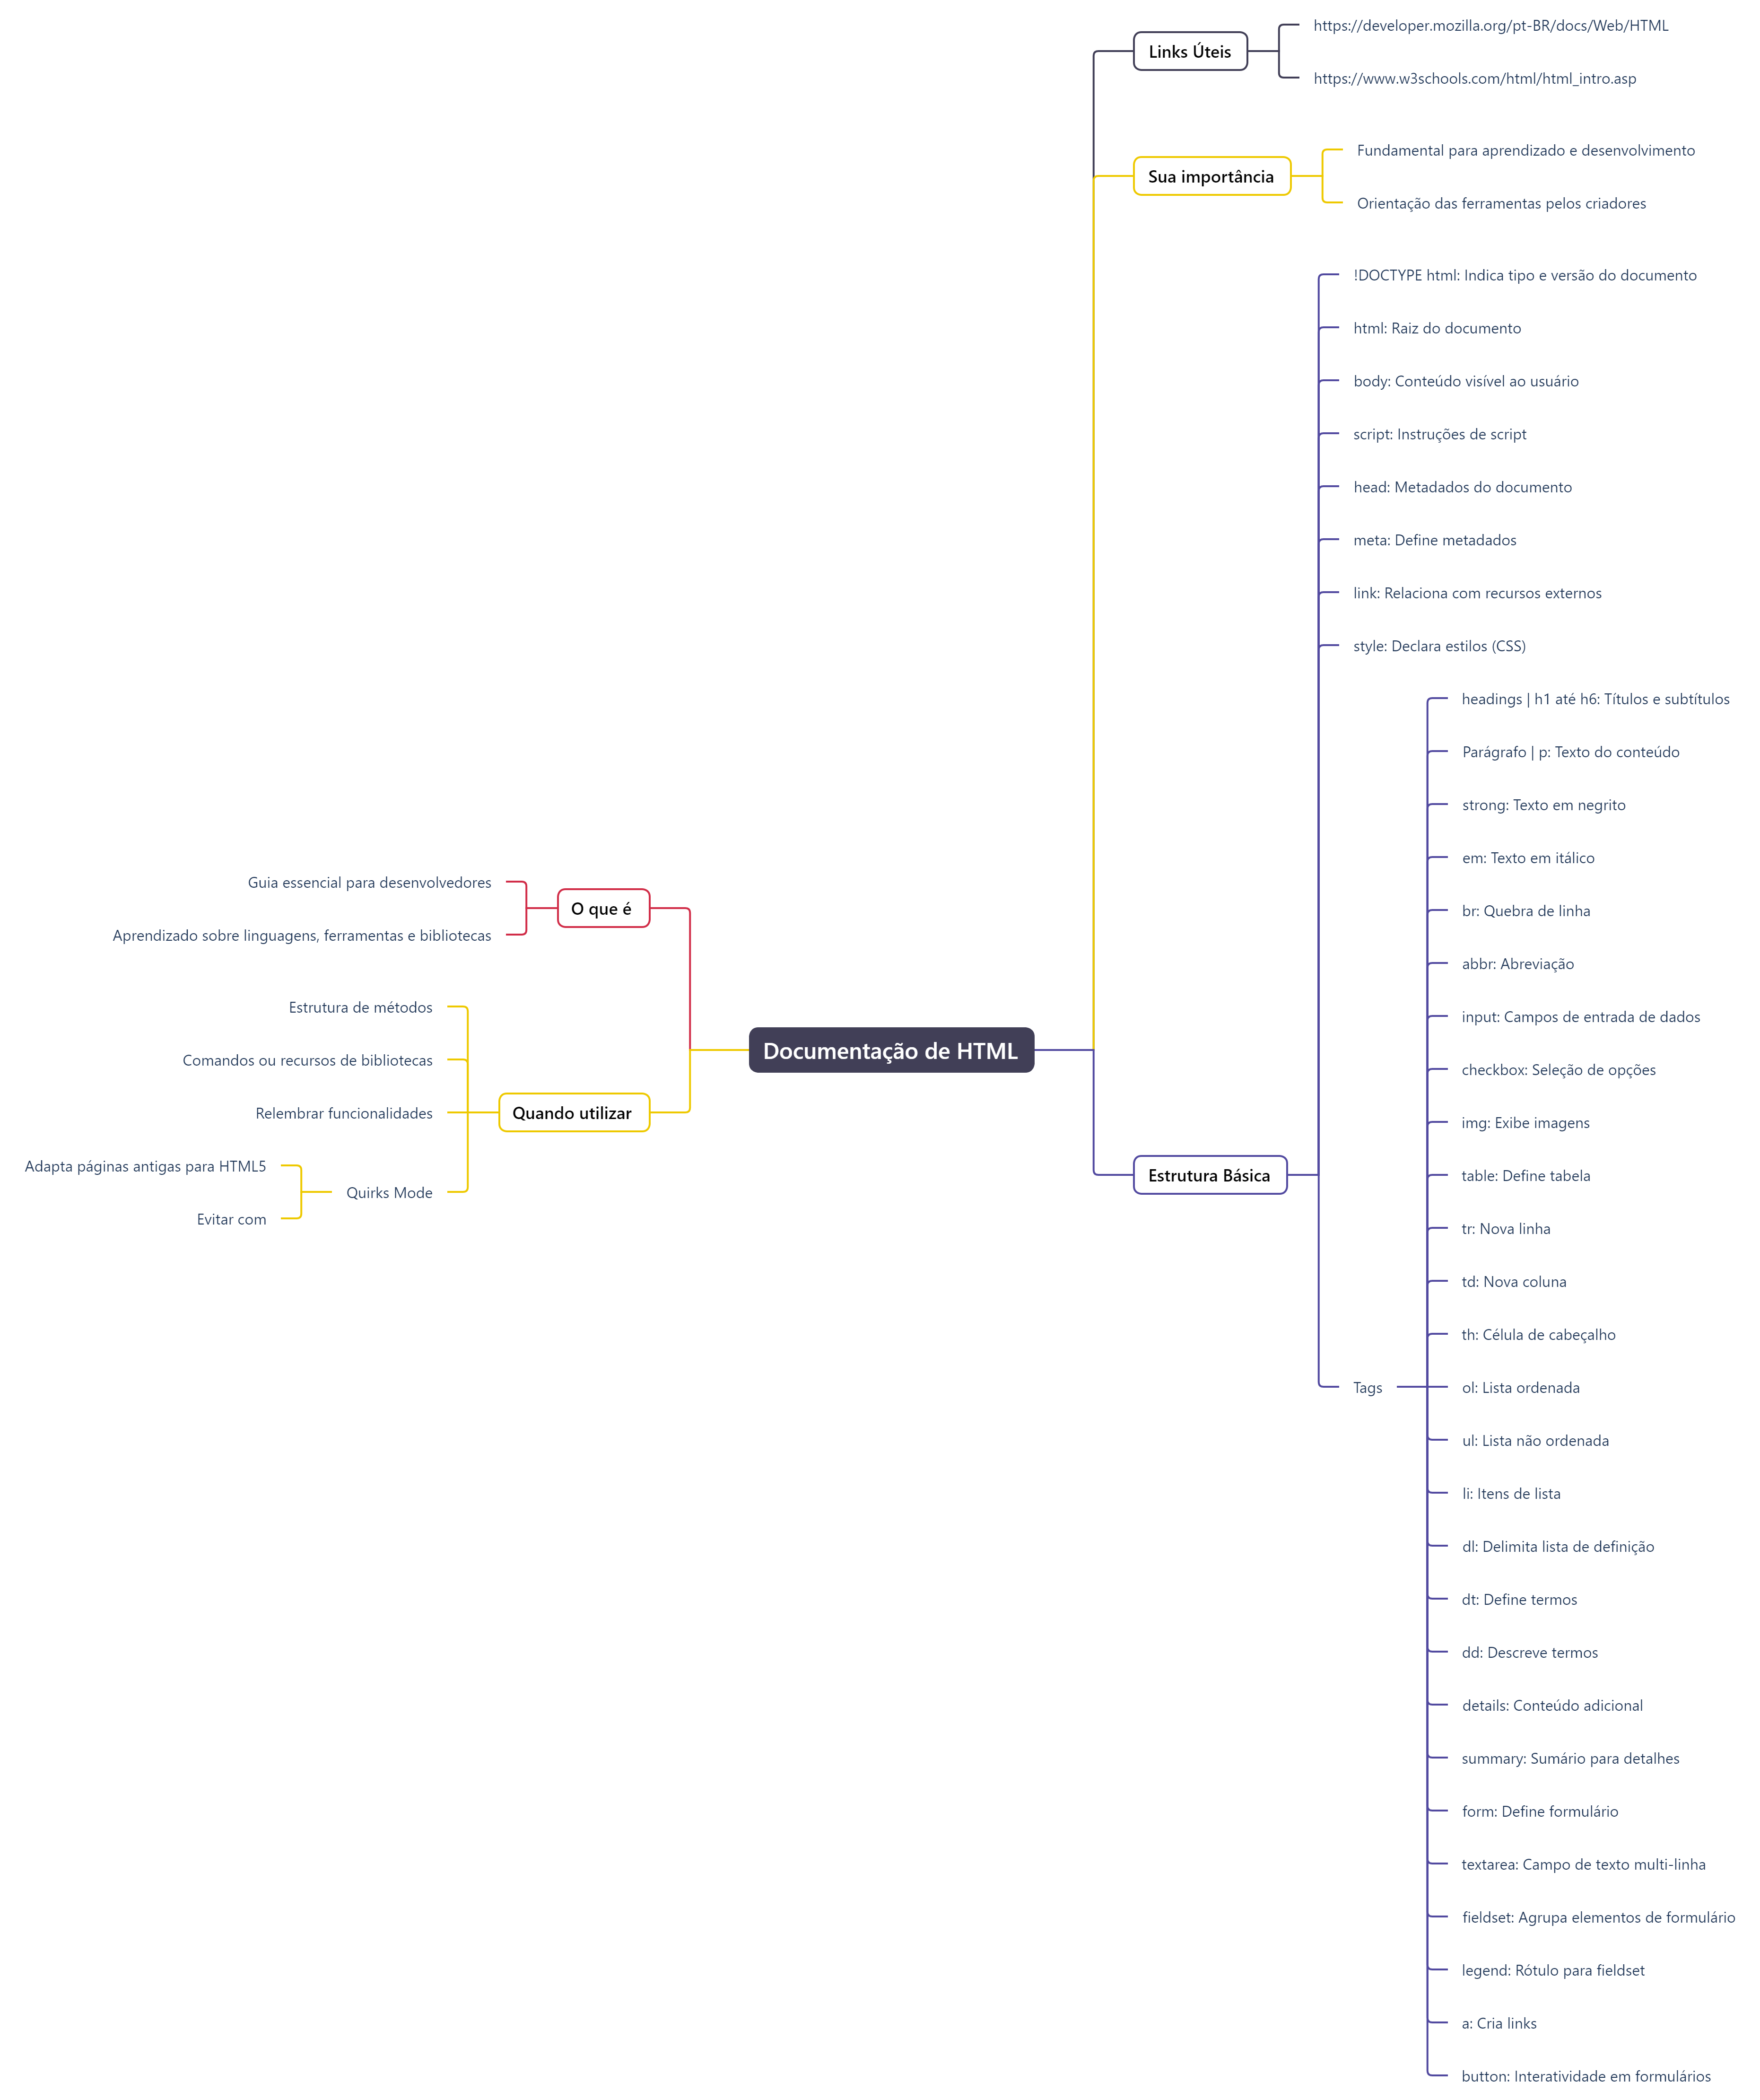 Documentação de HTML
O que é
Guia essencial para desenvolvedores
Aprendizado sobre linguagens, ferramentas e bibliotecas
Quando utilizar
Estrutura de métodos
Comandos ou recursos de bibliotecas
Relembrar funcionalidades
Quirks Mode
Adapta páginas antigas para HTML5
Evitar com
Links Úteis
https://developer.mozilla.org/pt-BR/docs/Web/HTML
https://www.w3schools.com/html/html_intro.asp
Sua importância
Fundamental para aprendizado e desenvolvimento
Orientação das ferramentas pelos criadores
Estrutura Básica
!DOCTYPE html: Indica tipo e versão do documento
html: Raiz do documento
body: Conteúdo visível ao usuário
script: Instruções de script
head: Metadados do documento
meta: Define metadados
link: Relaciona com recursos externos
style: Declara estilos (CSS)
Tags
headings | h1 até h6: Títulos e subtítulos
Parágrafo | p: Texto do conteúdo
strong: Texto em negrito
em: Texto em itálico
br: Quebra de linha
abbr: Abreviação
input: Campos de entrada de dados
checkbox: Seleção de opções
img: Exibe imagens
table: Define tabela
tr: Nova linha
td: Nova coluna
th: Célula de cabeçalho
ol: Lista ordenada
ul: Lista não ordenada
li: Itens de lista
dl: Delimita lista de definição
dt: Define termos
dd: Descreve termos
details: Conteúdo adicional
summary: Sumário para detalhes
form: Define formulário
textarea: Campo de texto multi-linha
fieldset: Agrupa elementos de formulário
legend: Rótulo para fieldset
a: Cria links
button: Interatividade em formulários